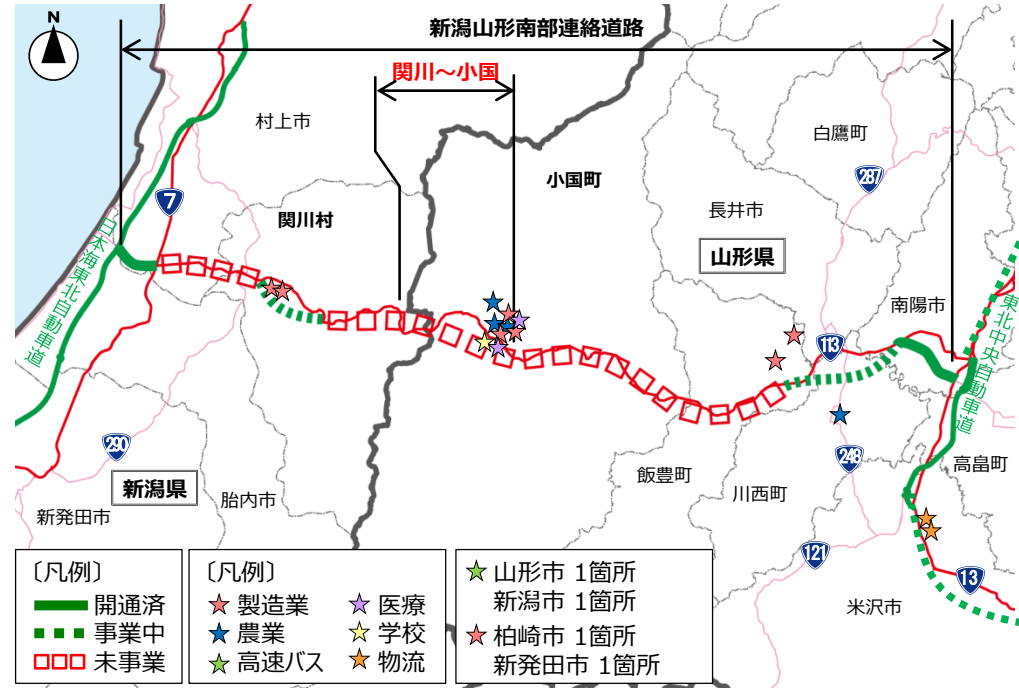 N
新潟山形南部連絡道路
関川～小国
村上市
白鷹町
7
小国町
287
関川村
長井市
山形県
日本海東北自動車道
南陽市
東北中央自動車道
113
290
248
新潟県
飯豊町
高畠町
胎内市
川西町
新発田市
121
13
米沢市
〔凡例〕
開通済
事業中
未事業
〔凡例〕
製造業 医療
農業 学校
高速バス 物流
山形市 1箇所
新潟市 1箇所
柏崎市 1箇所
新発田市 1箇所